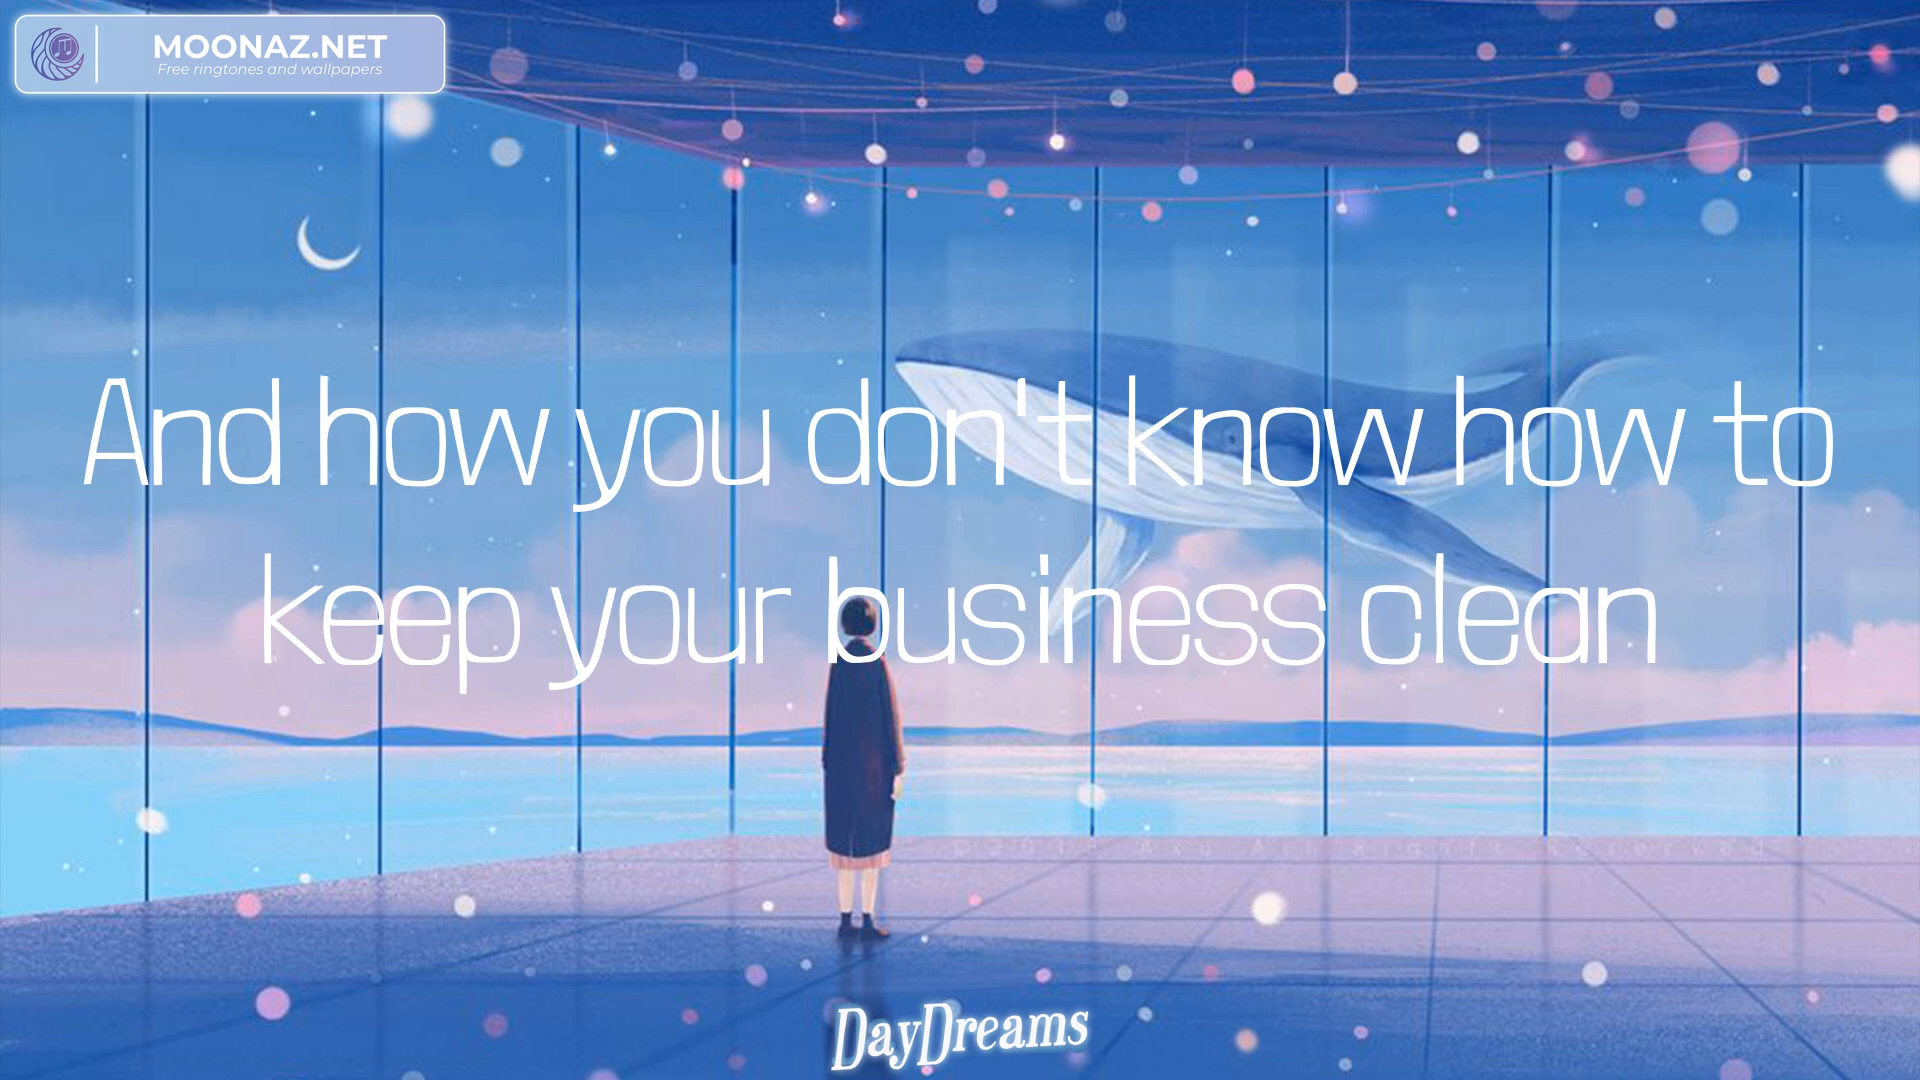 MOONAZ.NET
Free ringtones and wallpapers
And how you don't know how to
keep your business clean
DayDreams